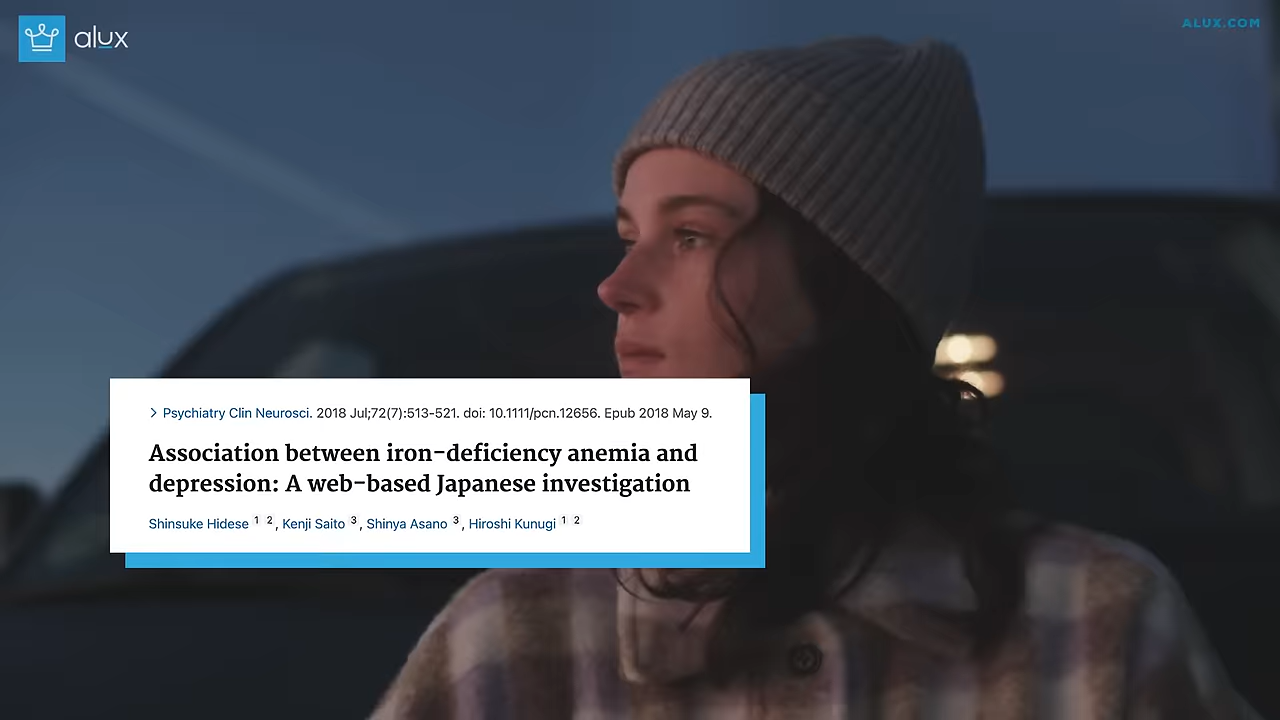 alux
ALUX.COM
> Psychiatry Clin Neurosci. 2018 Jul;72(7):513-521. doi: 10.1111/pcn.12656. Epub 2018 May 9.
Association between iron-deficiency anemia and
depression: A web-based Japanese investigation
Shinsuke Hidese 1 2, Kenji Saito 3, Shinya Asano 3, Hiroshi Kunugi 1 2